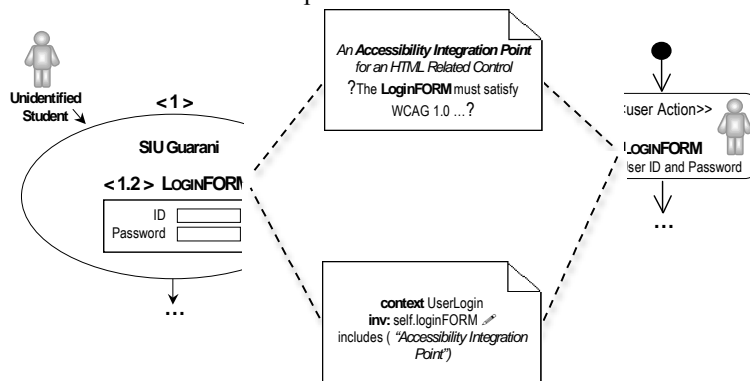 An Accessibility Integration Point
for an HTML Related Control
?The LoginFORM must satisfy
WCAG 1.0 ...?
Unidentified
Student
< 1 >
SIU Guarani
< 1.2 > LOGINFORM
ID
Password
...
<user Action>>
LOGINFORM
User ID and Password
...
context UserLogin
inv: self.loginFORM
includes ( “Accessibility Integration
Point”)